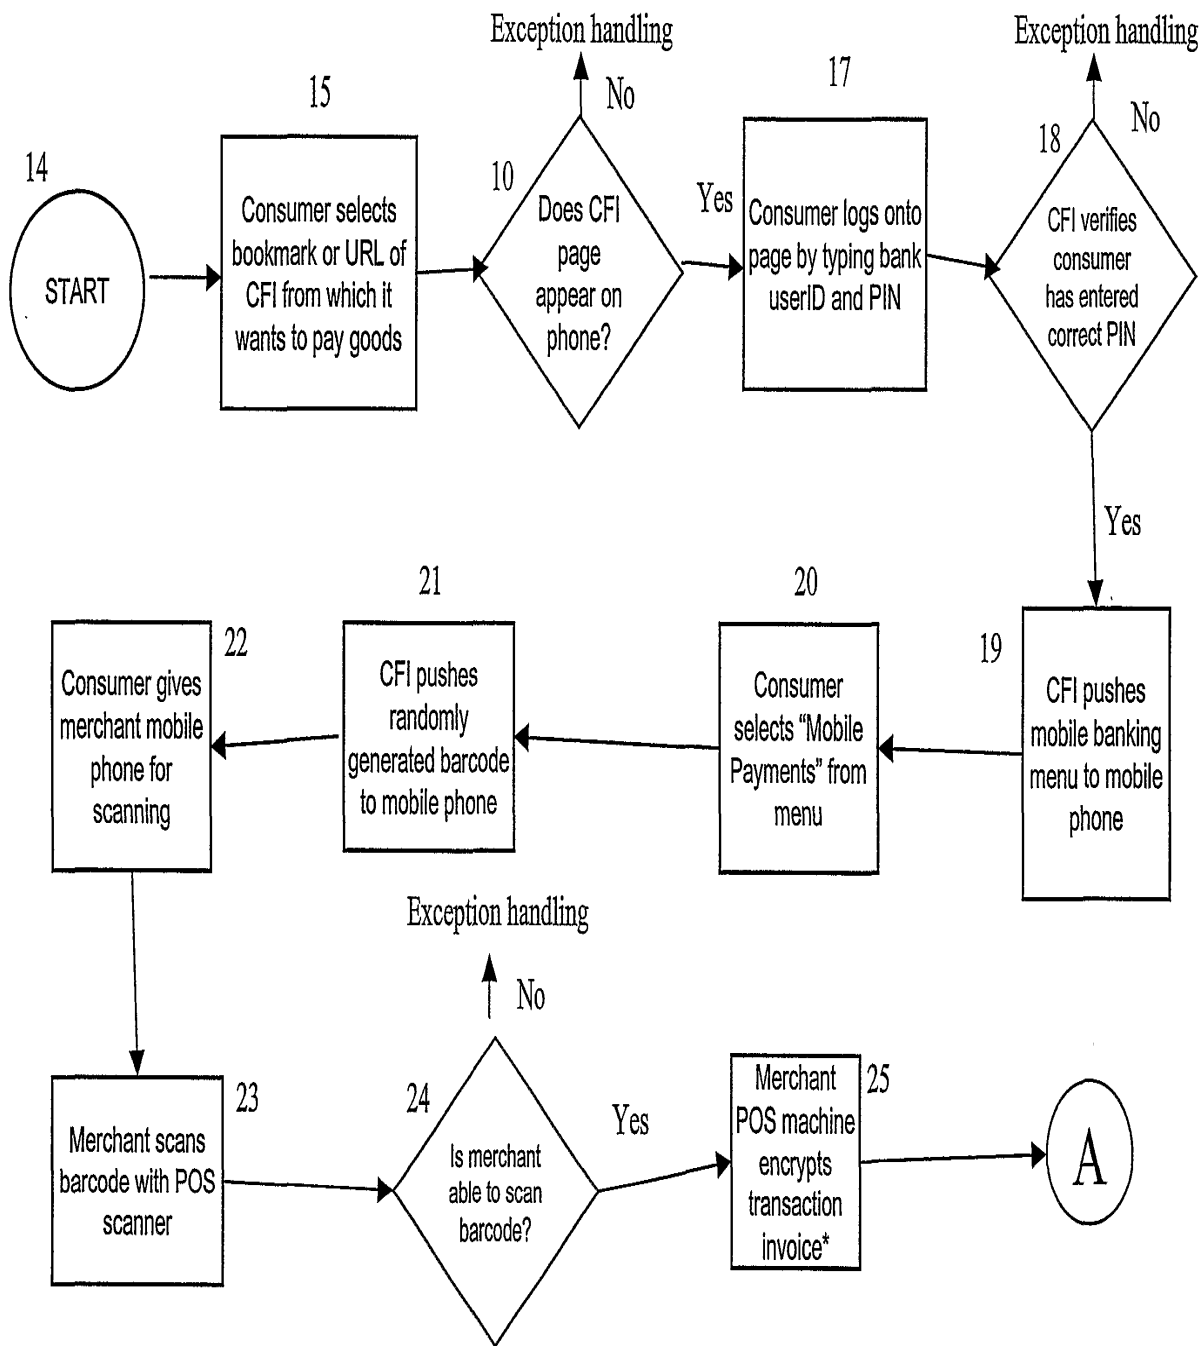 Exception handling
No
15
14
START
Consumer selects
bookmark or URL of
CFI from which it
wants to pay goods
10
Does CFI
page
appear on
phone?
Yes
17
Consumer logs onto
page by typing bank
userID and PIN
Exception handling
No
18
CFI verifies
consumer
has entered
correct PIN
Yes
19
CFI pushes
mobile banking
menu to mobile
phone
20
Consumer
selects “Mobile
Payments” from
menu
21
CFI pushes
randomly
generated barcode
to mobile phone
22
Consumer gives
merchant mobile
phone for
scanning
23
Merchant scans
barcode with POS
scanner
Exception handling
No
24
Is merchant
able to scan
barcode?
Yes
25
Merchant
POS machine
encrypts
transaction
invoice*
A